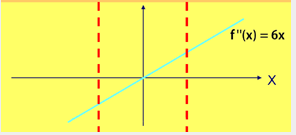 f"(x) = 6x
X